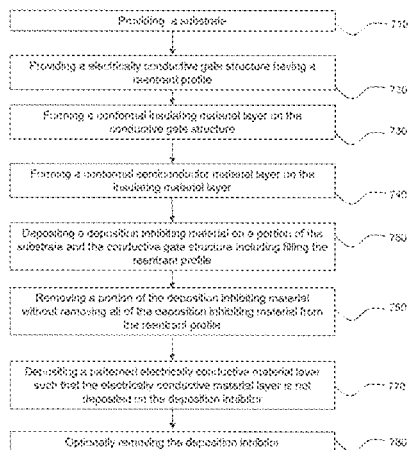 Providing a substrate
710
Providing a electrically conductive gate structure having a
reentrant profile
720
Forming a conformal insulating material layer on the
conductive gate structure
730
Forming a conformal semiconductor material layer on the
insulating material layer
740
Depositing a deposition inhibiting material on a portion of the
substrate and the conductive gate structure including filling the
reentrant profile
750
Removing a portion of the deposition inhibiting material
without removing all of the deposition inhibiting material from
the reentrant profile
760
Depositing a patterned electrically conductive material layer
such that the electrically conductive material layer is not
deposited on the deposition inhibitor
770
Optionally removing the deposition inhibitor
780